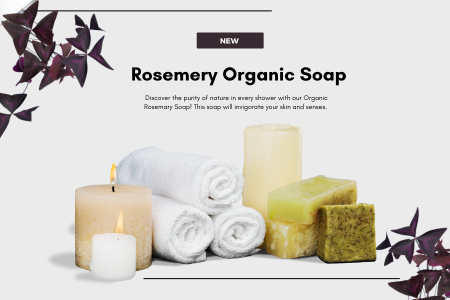 NEW
Rosemery Organic Soap
Discover the purity of nature in every shower with our Organic
Rosemary Soap! This soap will invigorate your skin and senses.